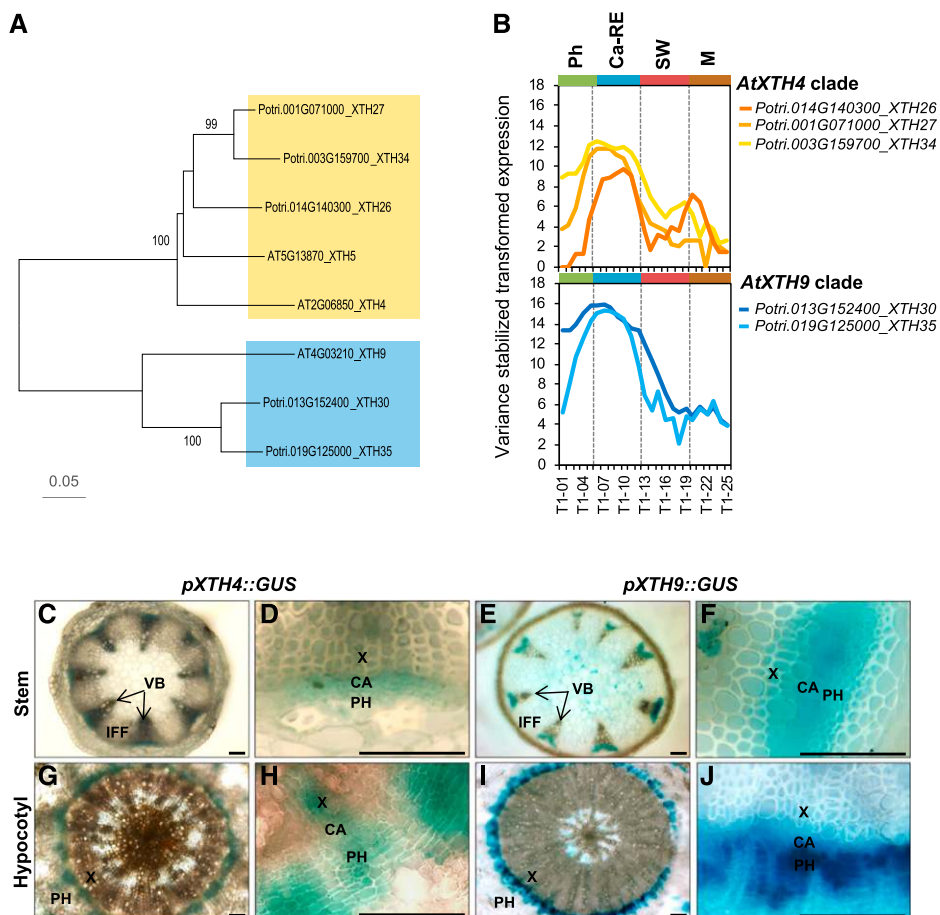 A
Potri.001G071000_XTH27
99
Potri.003G159700_XTH34
Potri.014G140300_XTH26
100
AT5G13870_XTH5
AT2G06850_XTH4
AT4G03210_XTH9
Potri.013G152400_XTH30
100
Potri.019G125000_XTH35
0.05
B
Ph
Ca-RE
SW
M
Variance stabilized transformed expression
18
16
14
12
10
8
6
4
2
0
AtXTH4 clade
Potri.014G140300_XTH26
Potri.001G071000_XTH27
Potri.003G159700_XTH34
18
16
14
12
10
8
6
4
2
0
AtXTH9 clade
Potri.013G152400_XTH30
Potri.019G125000_XTH35
T1-01
T1-04
T1-07
T1-10
T1-13
T1-16
T1-19
T1-22
T1-25
pXTH4::GUS
pXTH9::GUS
Stem
C
VB
IFF
D
X
CA
PH
E
VB
IFF
F
X
CA
PH
Hypocotyl
G
X
PH
H
X
CA
PH
I
X
PH
J
X
CA
PH